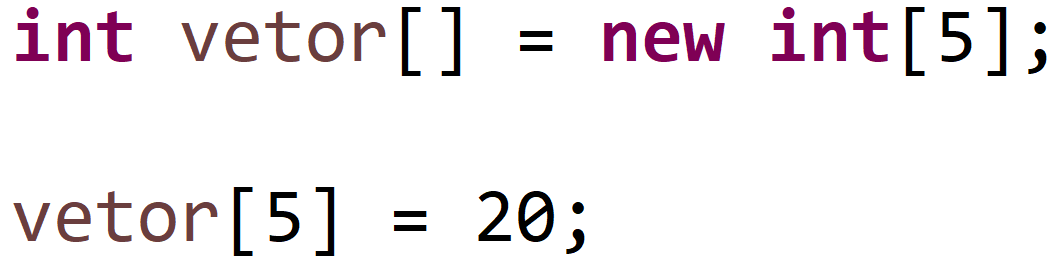 int vetor[] = new int[5];
vetor[5] = 20;